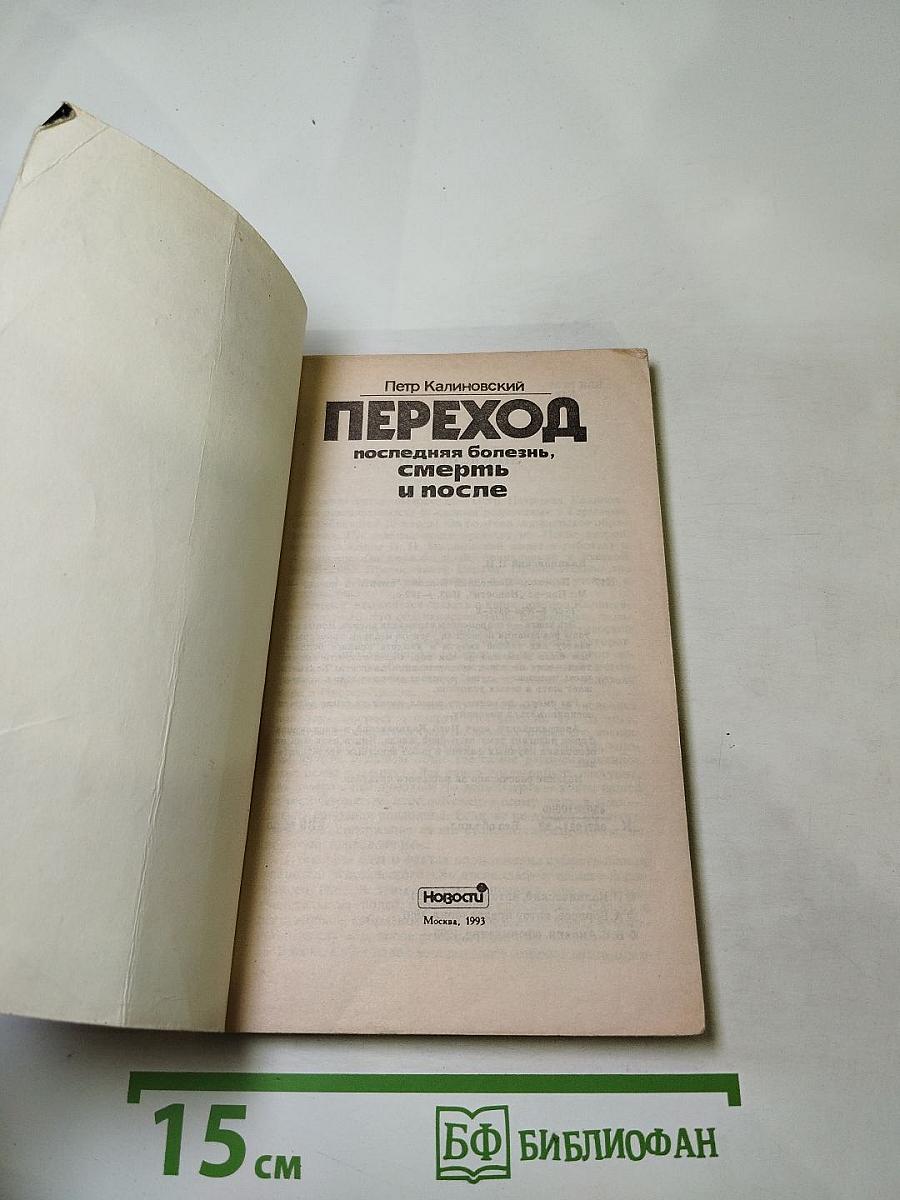 Петр Калиновский
ПЕРЕХОД
последняя болезнь,
смерть
и после
Новости
Москва, 1993
15 см
БФ БИБЛИОФАН